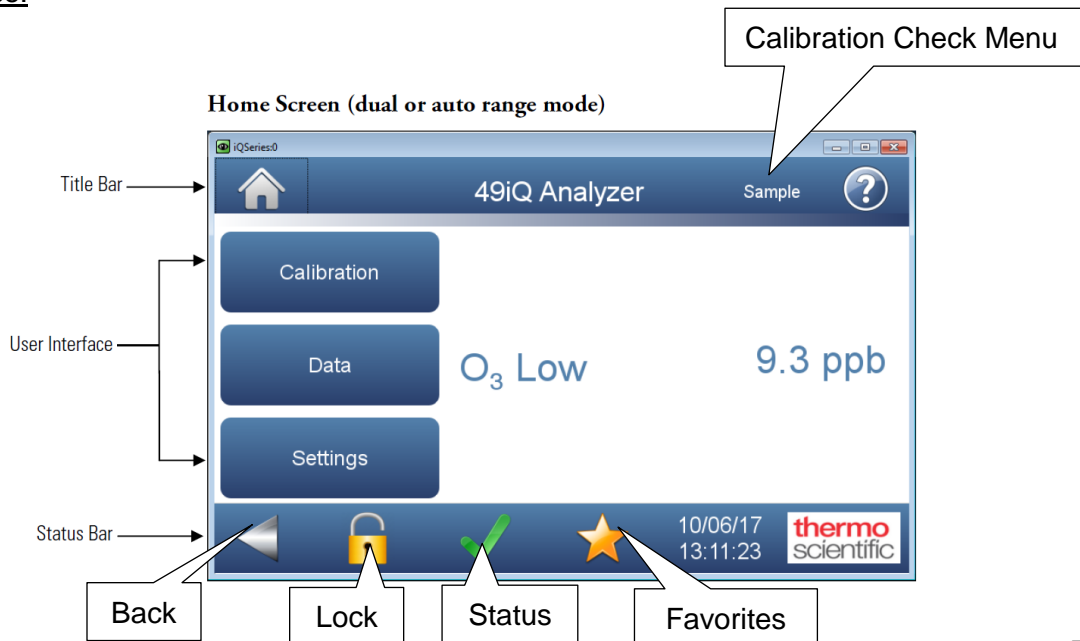 Calibration Check Menu
Home Screen (dual or auto range mode)
iQSeries:0
Title Bar
49iQ Analyzer
Sample
?
Calibration
User Interface
Data
O₃ Low
9.3 ppb
Settings
Status Bar
10/06/17
13:11:23
thermo
scientific
Back
Lock
Status
Favorites